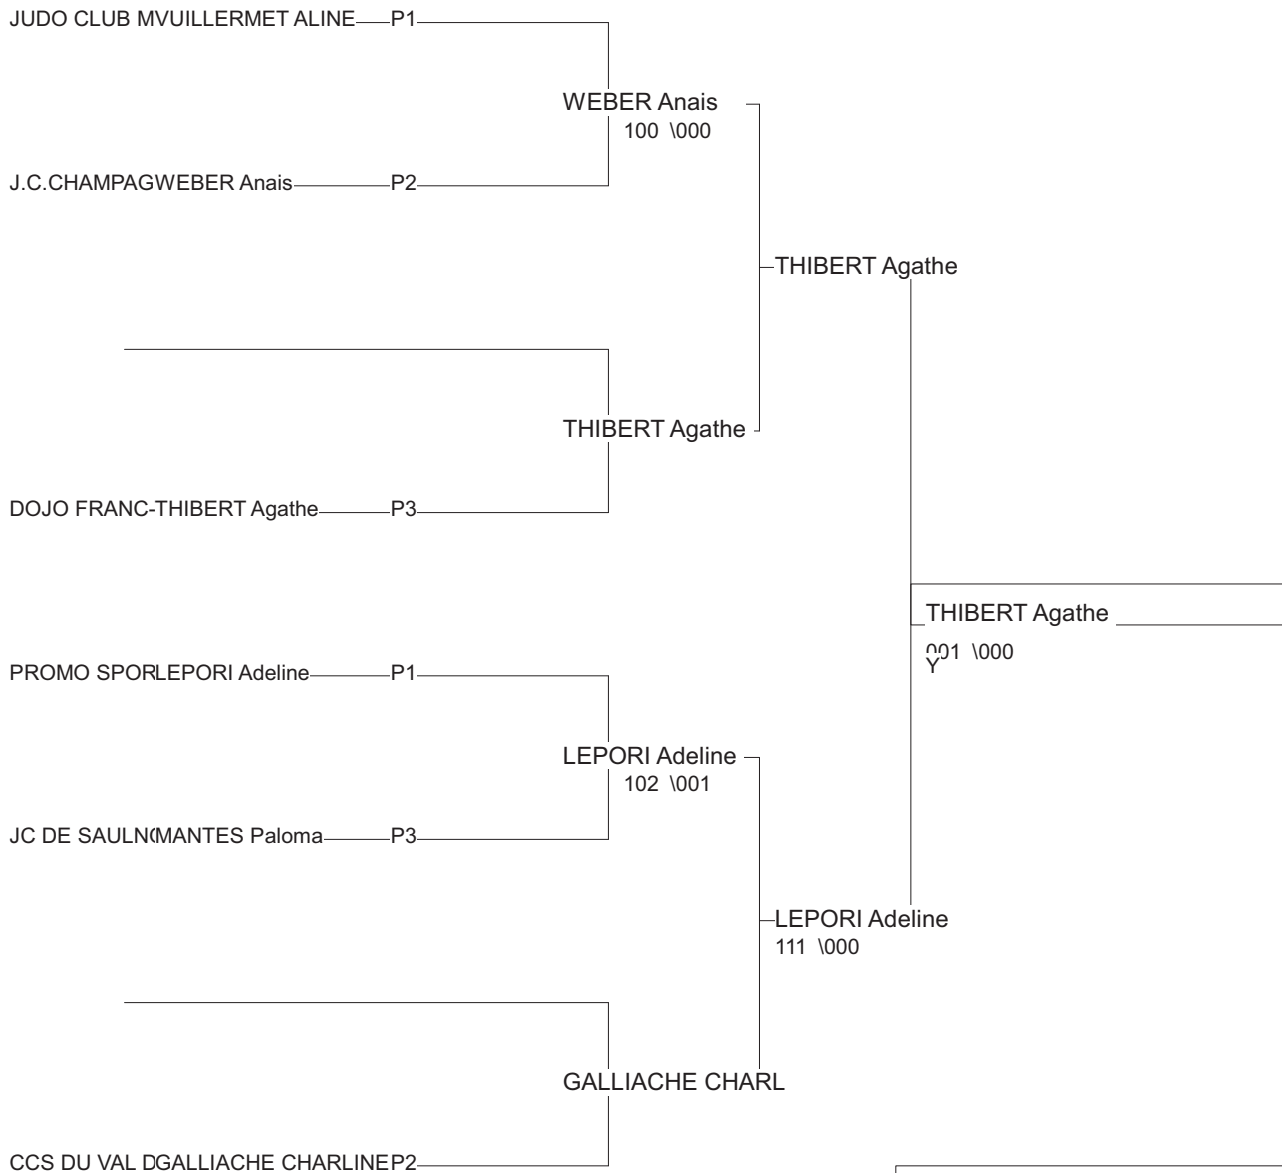 JUDO CLUB MVUILLERMET ALINE P1
WEBER Anais
100 \000
J.C.CHAMPAGWEBER Anais P2
THIBERT Agathe
THIBERT Agathe
DOJO FRANC-THIBERT Agathe P3
THIBERT Agathe
001 \000
Y
PROMO SPORLEPORI Adeline P1
LEPORI Adeline
102 \001
JC DE SAULNOMANTES Paloma P3
LEPORI Adeline
111 \000
GALLIACHE CHARL
CCS DU VAL DGALLIACHE CHARLINE P2